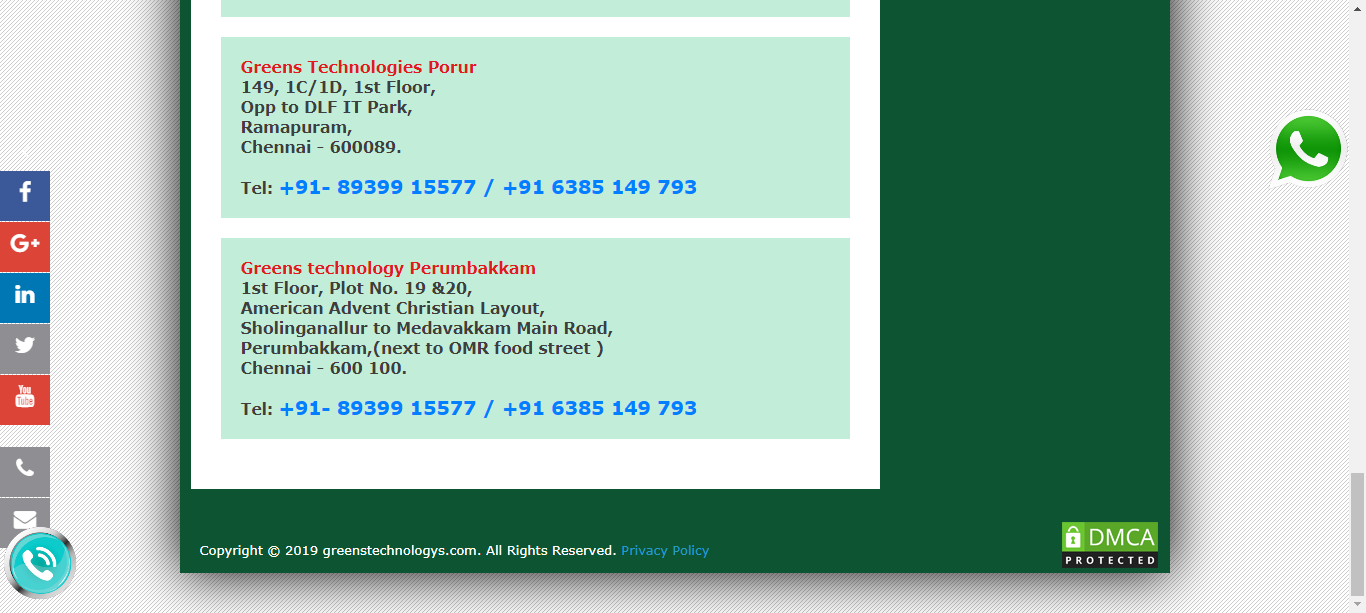 Greens Technologies Porur
149, 1C/1D, 1st Floor,
Opp to DLF IT Park,
Ramapuram,
Chennai - 600089.
Tel: +91- 89399 15577 / +91 6385 149 793
Greens technology Perumbakkam
1st Floor, Plot No. 19 &20,
American Advent Christian Layout,
Sholinganallur to Medavakkam Main Road,
Perumbakkam,(next to OMR food street )
Chennai - 600 100.
Tel: +91- 89399 15577 / +91 6385 149 793
f
G+
in
You
Tube
Copyright © 2019 greenstechnologys.com. All Rights Reserved. Privacy Policy
DMCA
PROTECTED